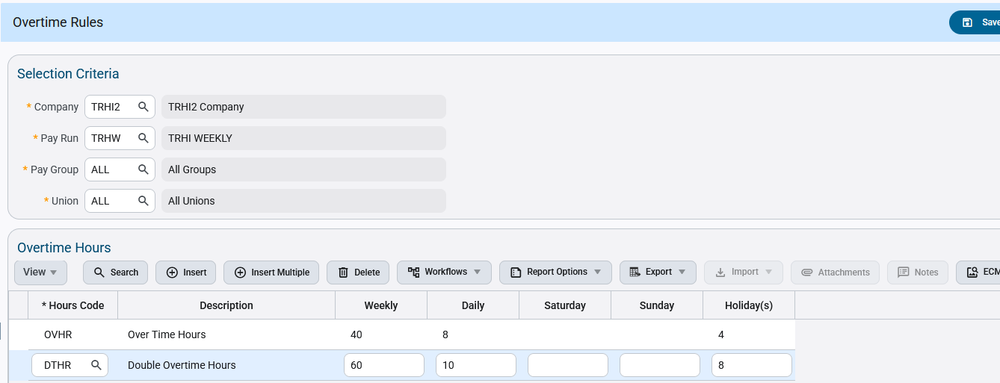 Overtime Rules
Save
Selection Criteria
* Company TRHI2 TRHI2 Company
* Pay Run TRHW TRHI WEEKLY
* Pay Group ALL All Groups
* Union ALL All Unions
Overtime Hours
View Search Insert Insert Multiple Delete Workflows Report Options Export Import Attachments Notes ECM
* Hours Code Description Weekly Daily Saturday Sunday Holiday(s)
OVHR Over Time Hours 40 8 4
DTHR Double Overtime Hours 60 10 8